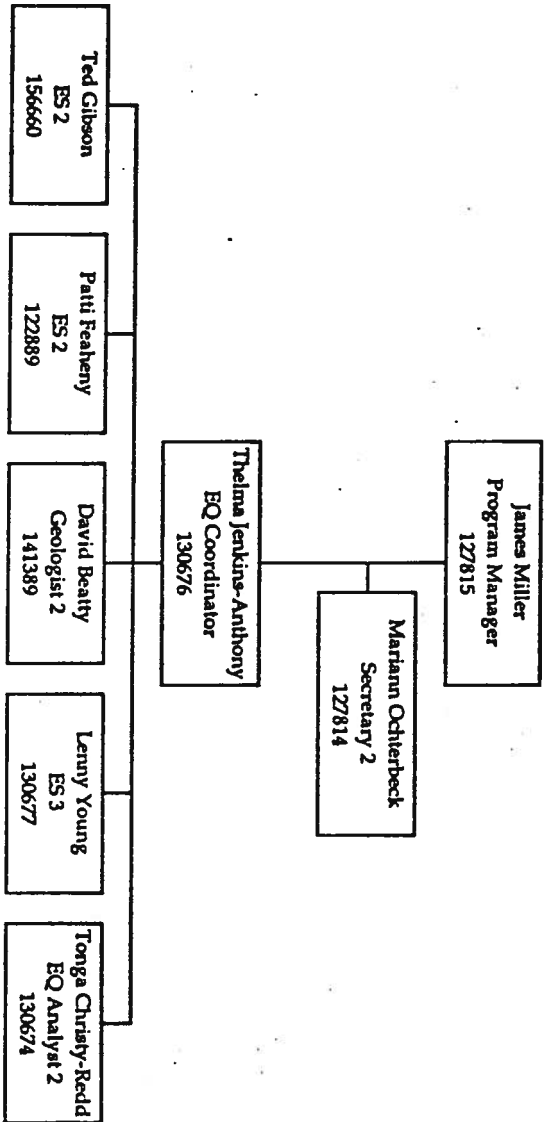 James Miller
Program Manager
127815
Mariann Ochterbeck
Secretary 2
127814
Thelma Jenkins-Anthony
EQ Coordinator
130676
Ted Gibson
ES 2
156660
Patti Feaheny
ES 2
122889
David Beatty
Geologist 2
141389
Lenny Young
ES 3
130677
Tonga Christy-Redd
EQ Analyst 2
130674